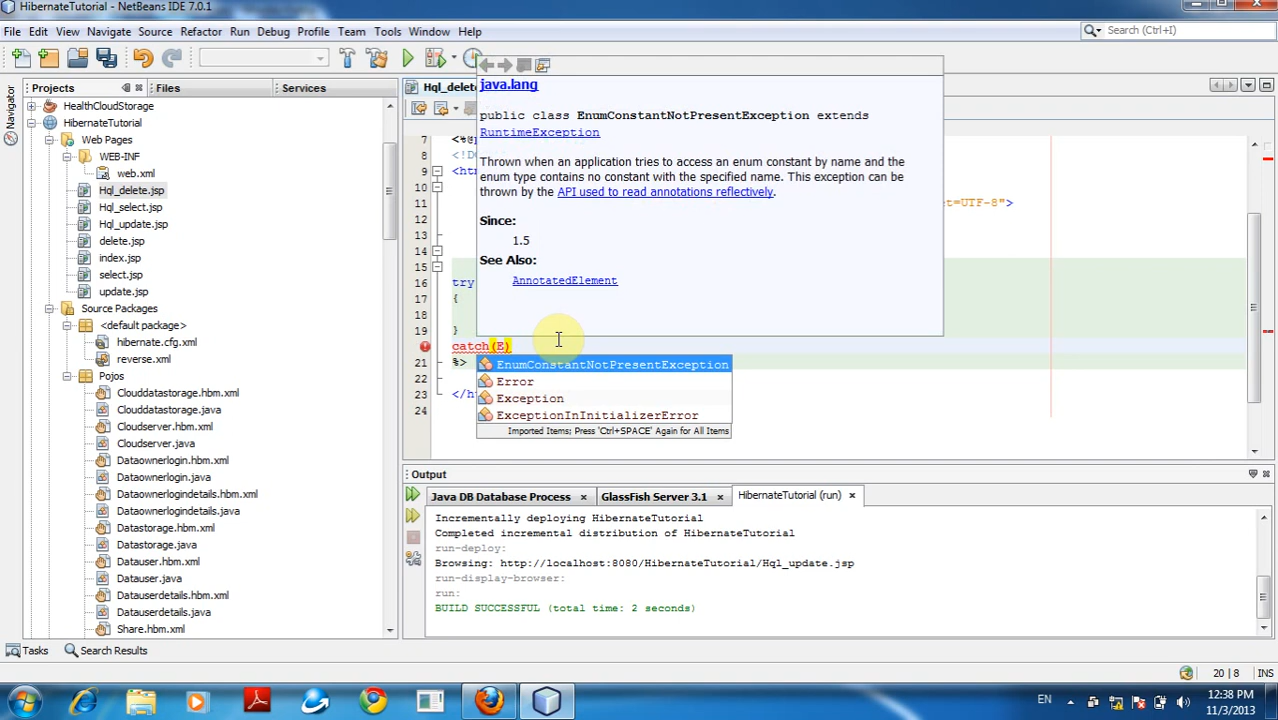 HibernateTutorial - NetBeans IDE 7.0.1
File Edit View Navigate Source Refactor Run Debug Profile Team Tools Window Help
Search (Ctrl+I)
Projects
Files
Services
Navigator
HealthCloudStorage
HibernateTutorial
Web Pages
WEB-INF
web.xml
Hql_delete.jsp
Hql_select.jsp
Hql_update.jsp
delete.jsp
index.jsp
select.jsp
update.jsp
Source Packages
<default package>
hibernate.cfg.xml
reverse.xml
Pojos
Clouddatastorage.hbm.xml
Clouddatastorage.java
Cloudserver.hbm.xml
Cloudserver.java
Dataownerlogin.hbm.xml
Dataownerlogin.java
Dataownerlogindetails.hbm.xml
Dataownerlogindetails.java
Datastorage.hbm.xml
Datastorage.java
Datauser.hbm.xml
Datauser.java
Datauserdetails.hbm.xml
Datauserdetails.java
Share.hbm.xml
Hql_delet
java.lang
public class EnumConstantNotPresentException extends
RuntimeException
Thrown when an application tries to access an enum constant by name and the
enum type contains no constant with the specified name. This exception can be
thrown by the API used to read annotations reflectively.
Since:
1.5
See Also:
AnnotatedElement
7 <%@p
8 <!D
9 <ht
10
11 et=UTF-8">
12
13
14
15
16 try
17 {
18
19 }
catch(E)
21 %>
22
23 </h
24
EnumConstantNotPresentException
Error
Exception
ExceptionInInitializerError
Imported Items; Press 'Ctrl+SPACE' Again for All Items
Output
Java DB Database Process × GlassFish Server 3.1 × HibernateTutorial (run) ×
Incrementally deploying HibernateTutorial
Completed incremental distribution of HibernateTutorial
run-deploy:
Browsing: http://localhost:8080/HibernateTutorial/Hql_update.jsp
run-display-browser:
run:
BUILD SUCCESSFUL (total time: 2 seconds)
Tasks
Search Results
20 | 8 INS
EN
12:38 PM
11/3/2013